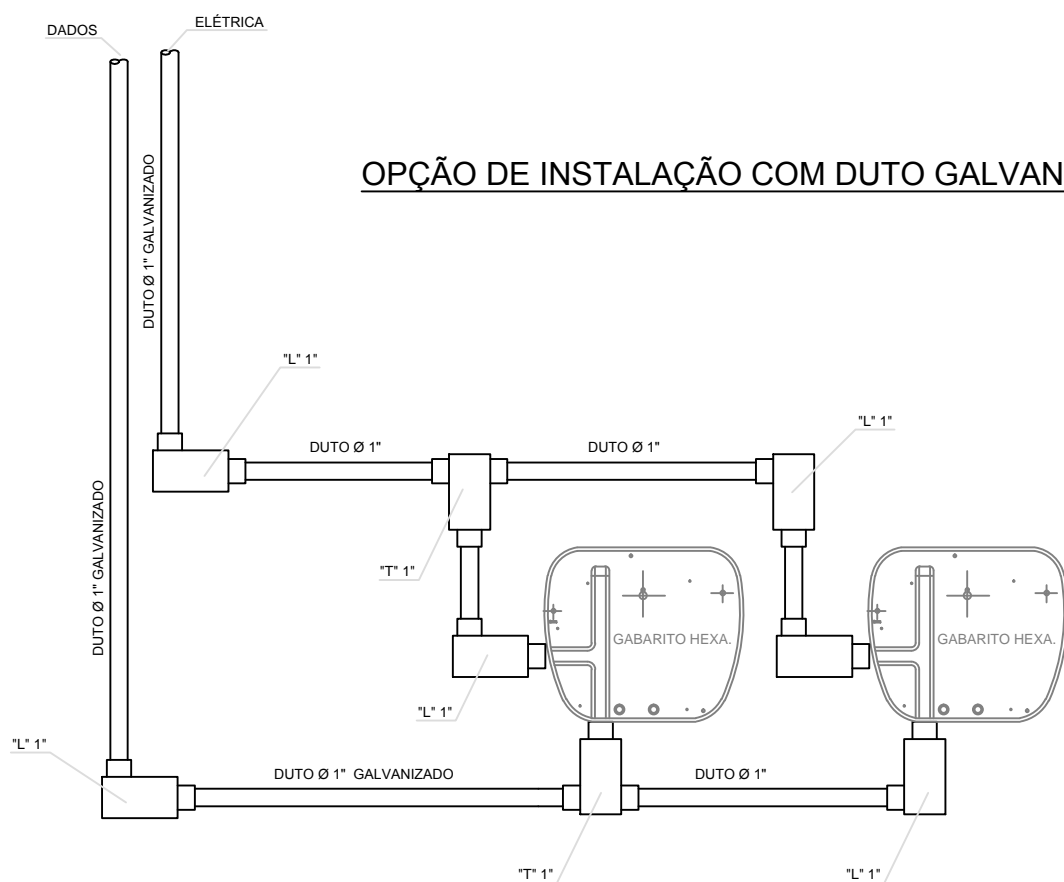 ELÉTRICA
DADOS
DUTO Ø 1" GALVANIZADO
OPÇÃO DE INSTALAÇÃO COM DUTO GALVAN
"L" 1"
"L" 1"
DUTO Ø 1"
DUTO Ø 1"
DUTO Ø 1" GALVANIZADO
"T" 1"
GABARITO HEXA.
GABARITO HEXA.
"L" 1"
"L" 1"
DUTO Ø 1" GALVANIZADO
DUTO Ø 1"
"T" 1"
"L" 1"